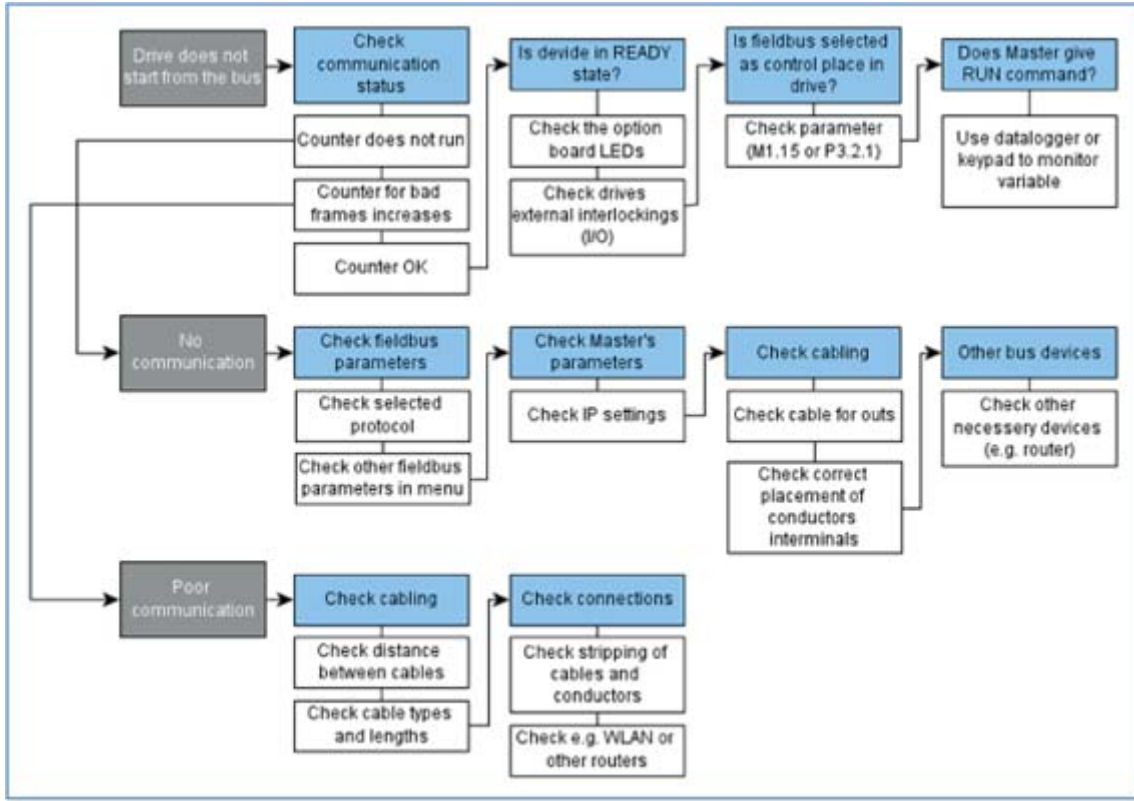 Drive does not
start from the bus
Check
communication
status
Counter does not run
Counter for bad
frames increases
Counter OK
Is devide in READY
state?
Check the option
board LEDs
Check drives
external interlockings
(I/O)
Is fieldbus selected
as control place in
drive?
Check parameter
(M1.15 or P3.2.1)
Does Master give
RUN command?
Use datalogger or
keypad to monitor
variable
No
communication
Check fieldbus
parameters
Check selected
protocol
Check other fieldbus
parameters in menu
Check Master's
parameters
Check IP settings
Check cabling
Check cable for outs
Check correct
placement of
conductors
interminals
Other bus devices
Check other
necessery devices
(e.g. router)
Poor
communication
Check cabling
Check distance
between cables
Check cable types
and lengths
Check connections
Check stripping of
cables and
conductors
Check e.g. WLAN or
other routers